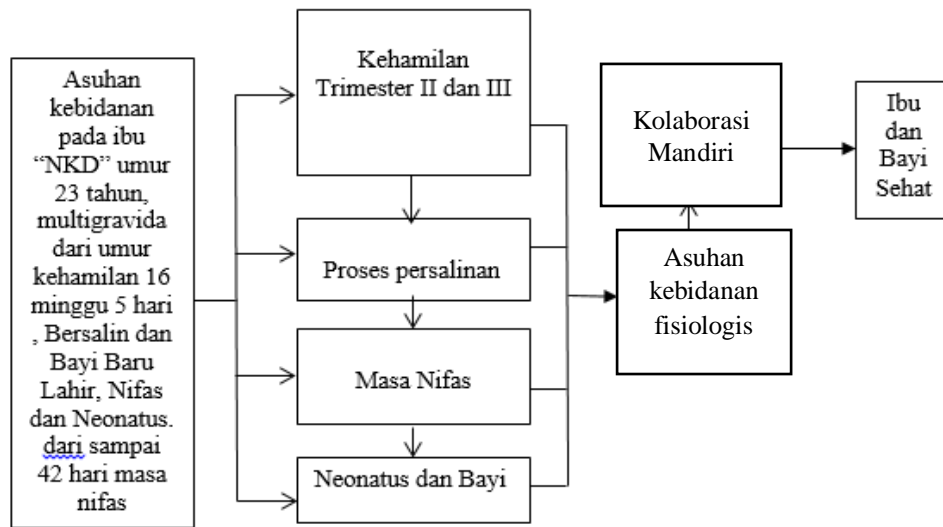 Asuhan
kebidanan
pada ibu
“NKD” umur
23 tahun,
multigravida
dari umur
kehamilan 16
minggu 5 hari
, Bersalin dan
Bayi Baru
Lahir, Nifas
dan Neonatus.
dari sampai
42 hari masa
nifas
Kehamilan
Trimester II dan III
Proses persalinan
Masa Nifas
Neonatus dan Bayi
Kolaborasi
Mandiri
Asuhan
kebidanan
fisiologis
Ibu
dan
Bayi
Sehat